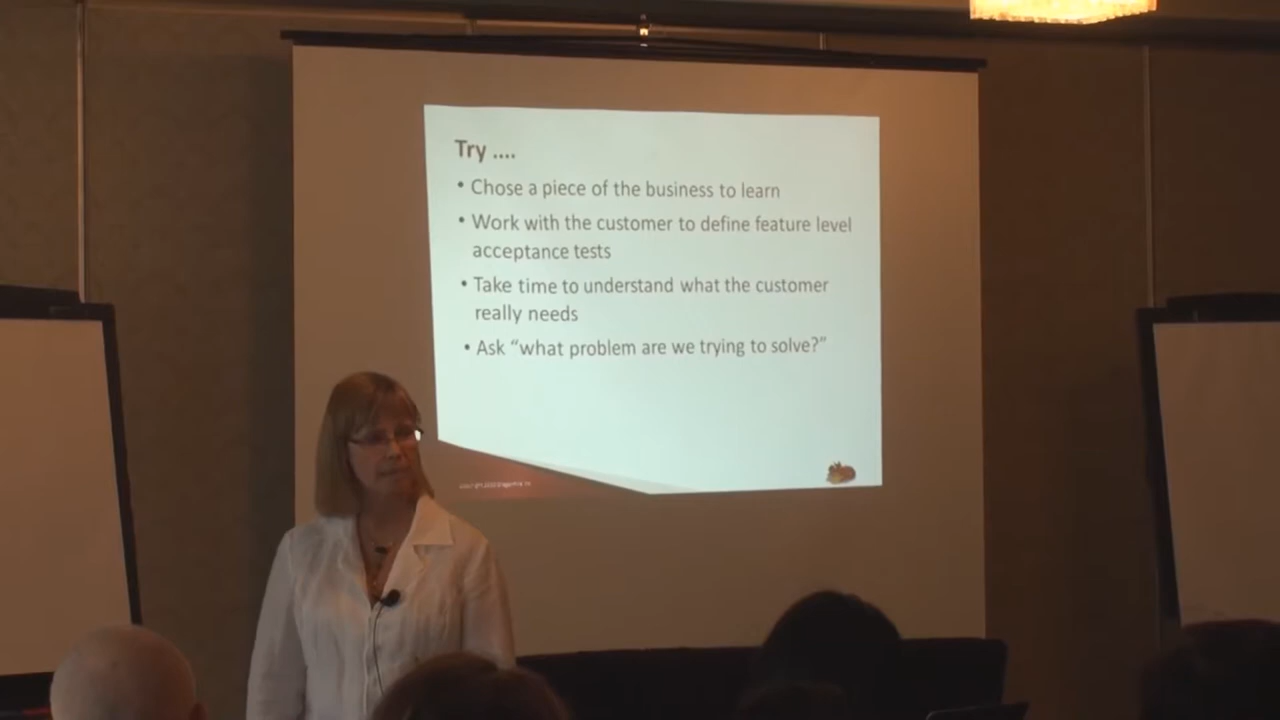 Try ....
• Chose a piece of the business to learn
• Work with the customer to define feature level
acceptance tests
• Take time to understand what the customer
really needs
• Ask “what problem are we trying to solve?”